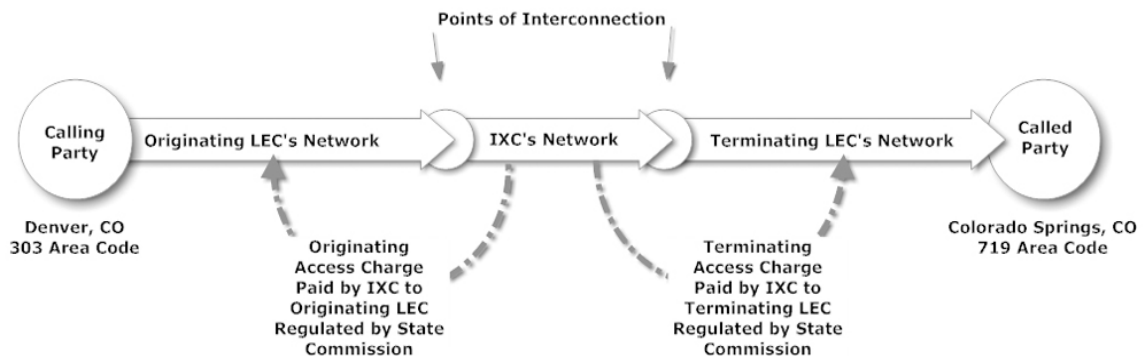 Points of Interconnection
Calling
Party
Originating LEC's Network
IXC's Network
Terminating LEC's Network
Called
Party
Denver, CO
303 Area Code
Colorado Springs, CO
719 Area Code
Originating
Access Charge
Paid by IXC to
Originating LEC
Regulated by State
Commission
Terminating
Access Charge
Paid by IXC to
Terminating LEC
Regulated by State
Commission